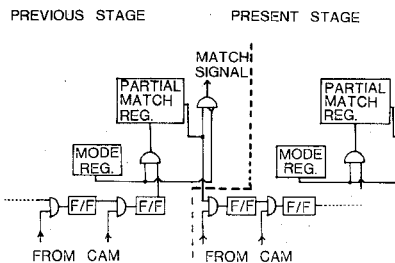 PREVIOUS STAGE
PRESENT STAGE
MATCH
SIGNAL
PARTIAL
MATCH
REG.
PARTIAL
MATCH
REG.
MODE
REG.
MODE
REG.
F/F
F/F
F/F
F/F
FROM CAM
FROM CAM